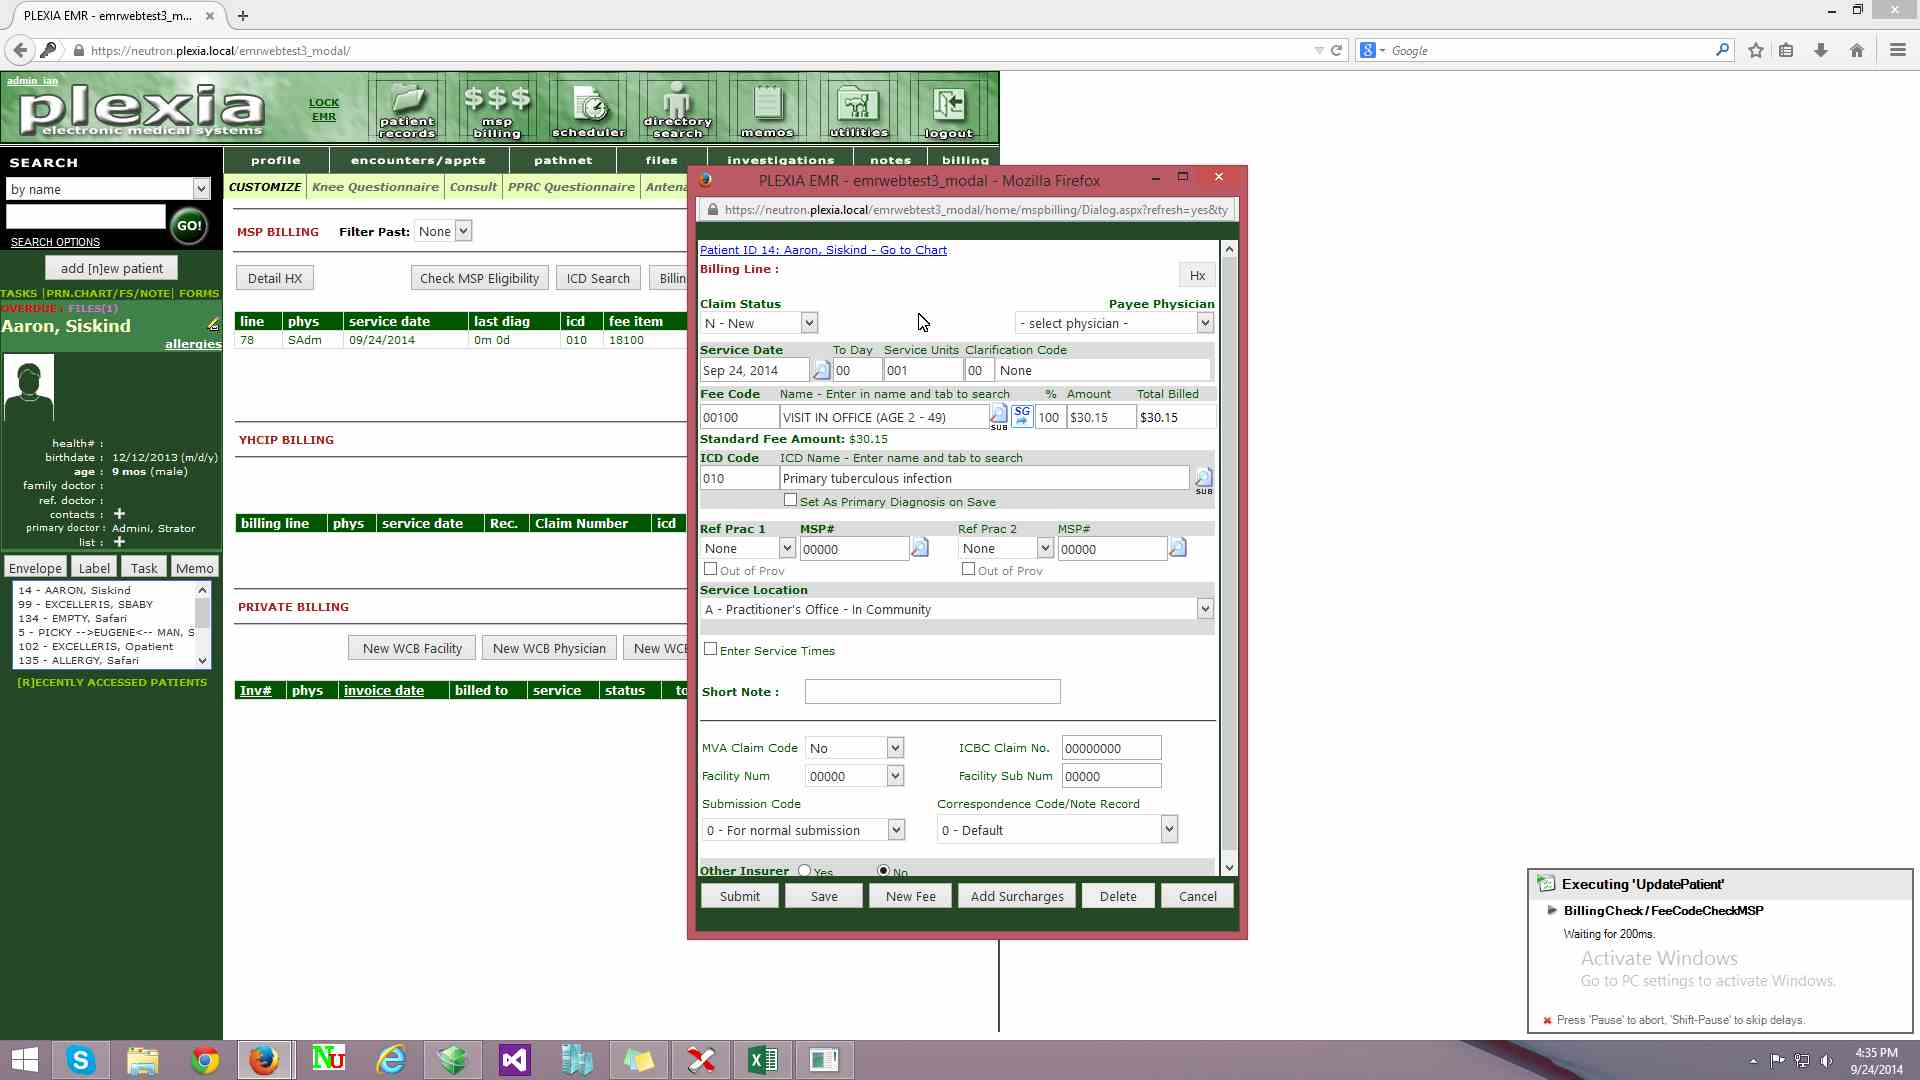 PLEXIA EMR - emrwebtest3_m...
https://neutron.plexia.local/emrwebtest3_modal/
Google
admin_ian
plexia
electronic medical systems
LOCK
EMR
patient
records
$$$
msp
billing
scheduler
directory
search
memos
utilities
logout
SEARCH
profile
encounters/appts
pathnet
files
investigations
notes
billing
by name
GO!
SEARCH OPTIONS
CUSTOMIZE
Knee Questionnaire
Consult
PPRC Questionnaire
Antena
MSP BILLING
Filter Past:
None
add [n]ew patient
Detail HX
Check MSP Eligibility
ICD Search
Billin
TASKS |PRN.CHART/FS/NOTE| FORMS
OVERDUE: FILES(1)
Aaron, Siskind
allergies
line phys service date last diag icd fee item
78 SAdm 09/24/2014 0m 0d 010 18100
health# :
birthdate : 12/12/2013 (m/d/y)
age : 9 mos (male)
family doctor :
ref. doctor :
contacts :
primary doctor : Admini, Strator
list :
YHCIP BILLING
billing line phys service date Rec. Claim Number icd
Envelope
Label
Task
Memo
14 - AARON, Siskind
99 - EXCELLERIS, SBABY
134 - EMPTY, Safari
5 - PICKY -->EUGENE<-- MAN, S
102 - EXCELLERIS, Opatient
135 - ALLERGY, Safari
[R]ECENTLY ACCESSED PATIENTS
PRIVATE BILLING
New WCB Facility
New WCB Physician
New WCB
Inv# phys invoice date billed to service status to
PLEXIA EMR - emrwebtest3_modal - Mozilla Firefox
https://neutron.plexia.local/emrwebtest3_modal/home/mspbilling/Dialog.aspx?refresh=yes&ty
Patient ID 14: Aaron, Siskind - Go to Chart
Billing Line :
Hx
Claim Status
Payee Physician
N - New
- select physician -
Service Date To Day Service Units Clarification Code
Sep 24, 2014 00 001 00 None
Fee Code Name - Enter in name and tab to search % Amount Total Billed
00100 VISIT IN OFFICE (AGE 2 - 49) SUB SG 100 $30.15 $30.15
Standard Fee Amount: $30.15
ICD Code ICD Name - Enter name and tab to search
010 Primary tuberculous infection
SUB
Set As Primary Diagnosis on Save
Ref Prac 1 MSP# Ref Prac 2 MSP#
None 00000 None 00000
Out of Prov Out of Prov
Service Location
A - Practitioner's Office - In Community
Enter Service Times
Short Note :
MVA Claim Code No ICBC Claim No. 00000000
Facility Num 00000 Facility Sub Num 00000
Submission Code Correspondence Code/Note Record
0 - For normal submission 0 - Default
Other Insurer Yes No
Submit
Save
New Fee
Add Surcharges
Delete
Cancel
Executing 'UpdatePatient'
BillingCheck / FeeCodeCheckMSP
Waiting for 200ms.
Activate Windows
Go to PC settings to activate Windows.
Press 'Pause' to abort, 'Shift-Pause' to skip delays.
4:35 PM
9/24/2014